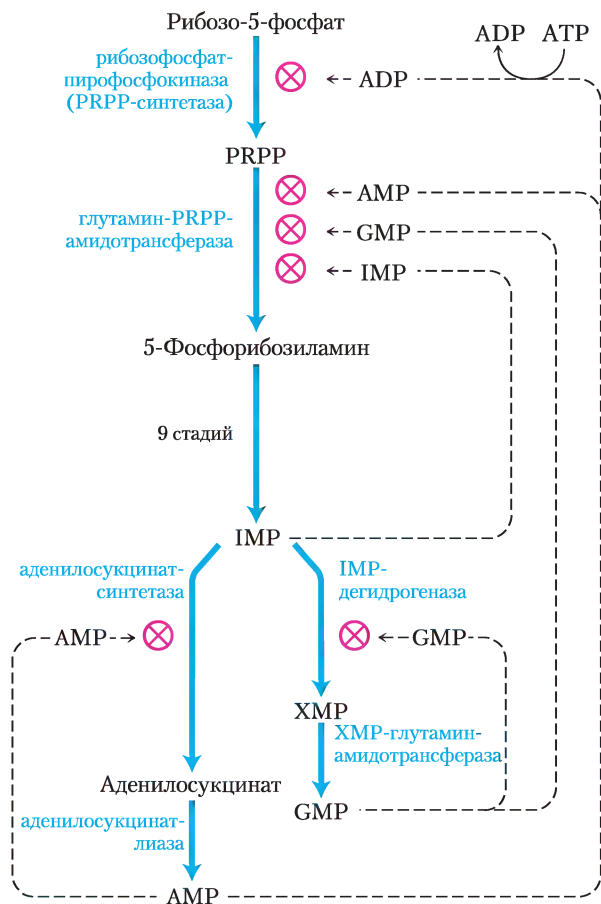 Рибозо-5-фосфат
ADP ATP
рибозофосфат-
пирофосфокиназа
(PRPP-синтетаза)
ADP
PRPP
AMP
глутамин-PRPP-
амидотрансфераза
GMP
IMP
5-Фосфорибозиламин
9 стадий
IMP
аденилосукцинат-
синтетаза
IMP-
дегидрогеназа
AMP
GMP
XMP
XMP-глутамин-
амидотрансфераза
Аденилосукцинат
GMP
аденилосукцинат-
лиаза
AMP